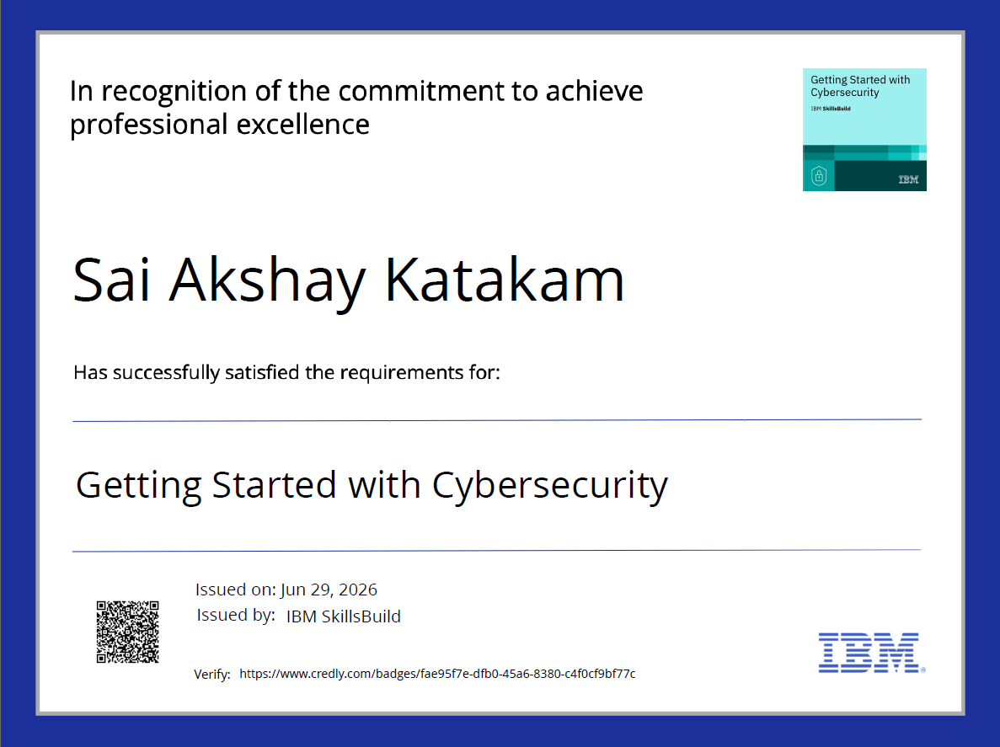 In recognition of the commitment to achieve
professional excellence
Getting Started with
Cybersecurity
IBM SkillsBuild
IBM
Sai Akshay Katakam
Has successfully satisfied the requirements for:
Getting Started with Cybersecurity
Issued on: Jun 29, 2026
Issued by: IBM SkillsBuild
Verify: https://www.credly.com/badges/fae95f7e-dfb0-45a6-8380-c4f0cf9bf77c
IBM®